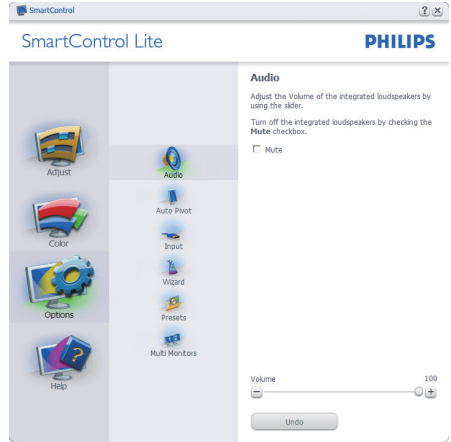 SmartControl
SmartControl Lite
PHILIPS
Adjust
Color
Options
Help
Audio
Auto Pivot
Input
Wizard
Presets
Multi Monitors
Audio
Adjust the Volume of the integrated loudspeakers by
using the slider.
Turn off the integrated loudspeakers by checking the
Mute checkbox.
Mute
Volume 100
Undo